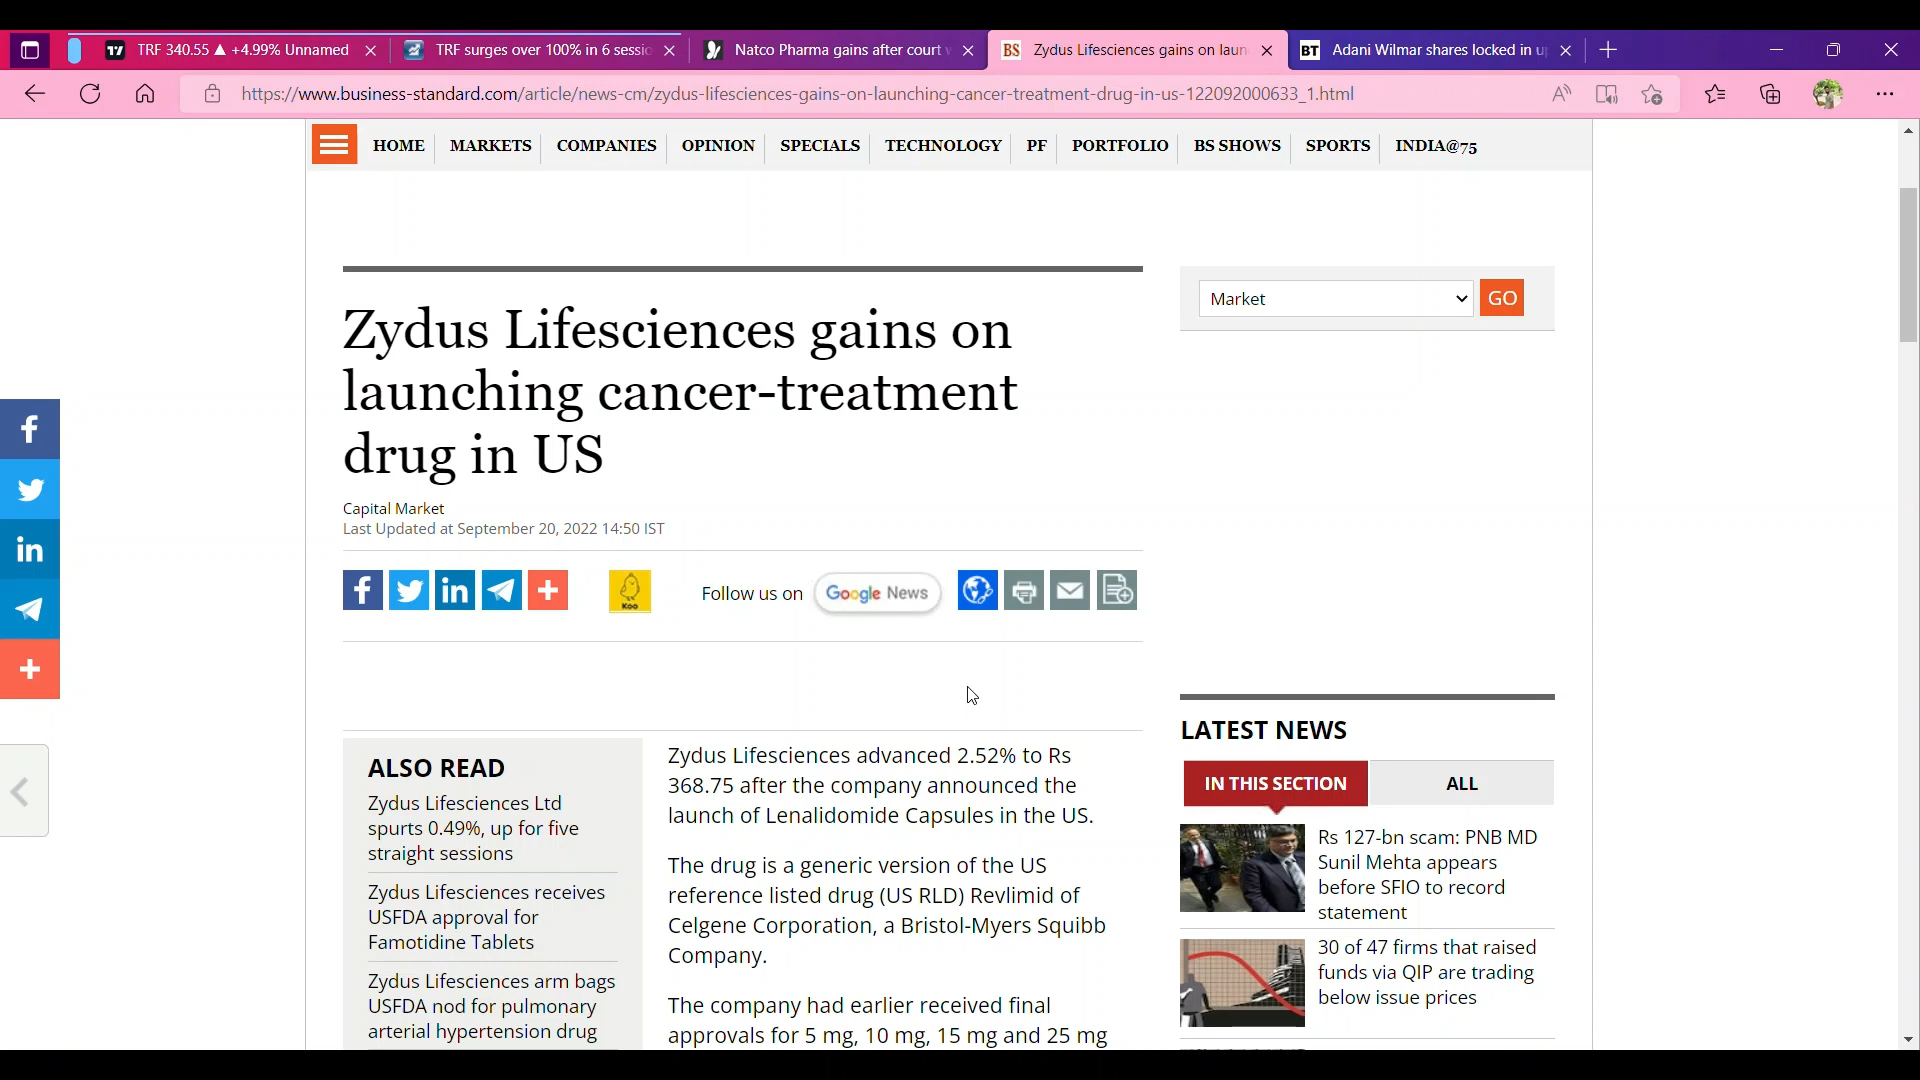 TRF 340.55 ▲ +4.99% Unnamed
TRF surges over 100% in 6 sessio
Natco Pharma gains after court v
BS Zydus Lifesciences gains on laun
BT Adani Wilmar shares locked in up
https://www.business-standard.com/article/news-cm/zydus-lifesciences-gains-on-launching-cancer-treatment-drug-in-us-122092000633_1.html
HOME MARKETS COMPANIES OPINION SPECIALS TECHNOLOGY PF PORTFOLIO BS SHOWS SPORTS INDIA@75
Market GO
Zydus Lifesciences gains on
launching cancer-treatment
drug in US
Capital Market
Last Updated at September 20, 2022 14:50 IST
Koo
Follow us on Google News
ALSO READ
Zydus Lifesciences Ltd
spurts 0.49%, up for five
straight sessions
Zydus Lifesciences receives
USFDA approval for
Famotidine Tablets
Zydus Lifesciences arm bags
USFDA nod for pulmonary
arterial hypertension drug
Zydus Lifesciences advanced 2.52% to Rs
368.75 after the company announced the
launch of Lenalidomide Capsules in the US.
The drug is a generic version of the US
reference listed drug (US RLD) Revlimid of
Celgene Corporation, a Bristol-Myers Squibb
Company.
The company had earlier received final
approvals for 5 mg, 10 mg, 15 mg and 25 mg
LATEST NEWS
IN THIS SECTION ALL
Rs 127-bn scam: PNB MD
Sunil Mehta appears
before SFIO to record
statement
30 of 47 firms that raised
funds via QIP are trading
below issue prices